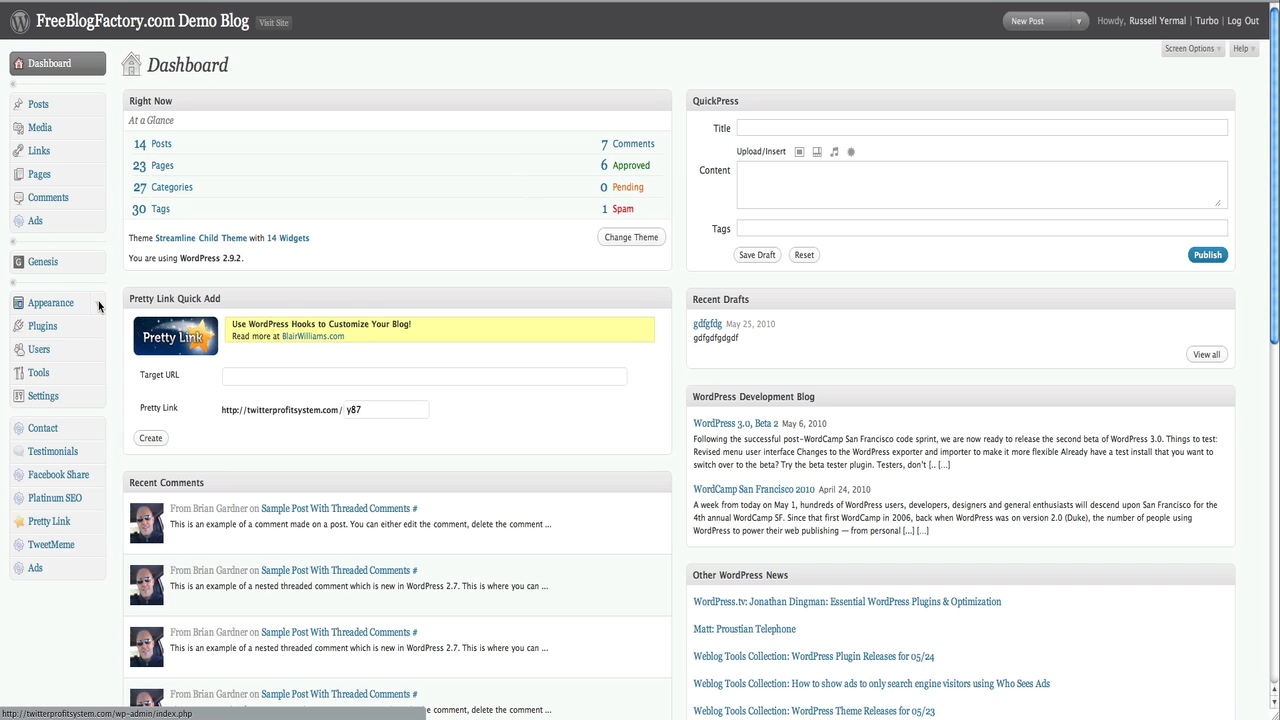 FreeBlogFactory.com Demo Blog
Visit Site
New Post
Howdy, Russell Yermal | Turbo | Log Out
Screen Options
Help
Dashboard
Posts
Media
Links
Pages
Comments
Ads
Genesis
Appearance
Plugins
Users
Tools
Settings
Contact
Testimonials
Facebook Share
Platinum SEO
Pretty Link
TweetMeme
Ads
Dashboard
Right Now
At a Glance
14 Posts
7 Comments
23 Pages
6 Approved
27 Categories
0 Pending
30 Tags
1 Spam
Theme Streamline Child Theme with 14 Widgets
Change Theme
You are using WordPress 2.9.2.
Pretty Link Quick Add
Pretty Link
Use WordPress Hooks to Customize Your Blog!
Read more at BlairWilliams.com
Target URL
Pretty Link
http://twitterprofitsystem.com/ y87
Create
Recent Comments
From Brian Gardner on Sample Post With Threaded Comments #
This is an example of a comment made on a post. You can either edit the comment, delete the comment ...
From Brian Gardner on Sample Post With Threaded Comments #
This is an example of a nested threaded comment which is new in WordPress 2.7. This is where you can ...
From Brian Gardner on Sample Post With Threaded Comments #
This is an example of a nested threaded comment which is new in WordPress 2.7. This is where you can ...
From Brian Gardner on Sample Post With Threaded Comments #
e comment, delete the comment ...
QuickPress
Title
Upload/Insert
Content
Tags
Save Draft
Reset
Publish
Recent Drafts
gdfgfdg May 25, 2010
gdfgfdgdgdf
View all
WordPress Development Blog
WordPress 3.0, Beta 2 May 6, 2010
Following the successful post-WordCamp San Francisco code sprint, we are now ready to release the second beta of WordPress 3.0. Things to test:
Revised menu user interface Changes to the WordPress exporter and importer to make it more flexible Already have a test install that you want to
switch over to the beta? Try the beta tester plugin. Testers, don't [.. [...]
WordCamp San Francisco 2010 April 24, 2010
A week from today on May 1, hundreds of WordPress users, developers, designers and general enthusiasts will descend upon San Francisco for the
4th annual WordCamp SF. Since that first WordCamp in 2006, back when WordPress was on version 2.0 (Duke), the number of people using
WordPress to power their web publishing — from personal [...] [...]
Other WordPress News
WordPress.tv: Jonathan Dingman: Essential WordPress Plugins & Optimization
Matt: Proustian Telephone
Weblog Tools Collection: WordPress Plugin Releases for 05/24
Weblog Tools Collection: How to show ads to only search engine visitors using Who Sees Ads
Weblog Tools Collection: WordPress Theme Releases for 05/23
http://twitterprofitsystem.com/wp-admin/index.php